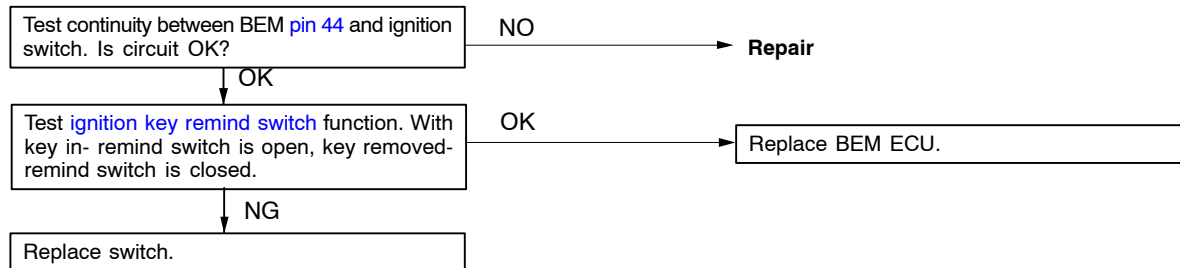 Test continuity between BEM pin 44 and ignition
switch. Is circuit OK?
NO
Repair
OK
Test ignition key remind switch function. With
key in- remind switch is open, key removed-
remind switch is closed.
OK
Replace BEM ECU.
NG
Replace switch.